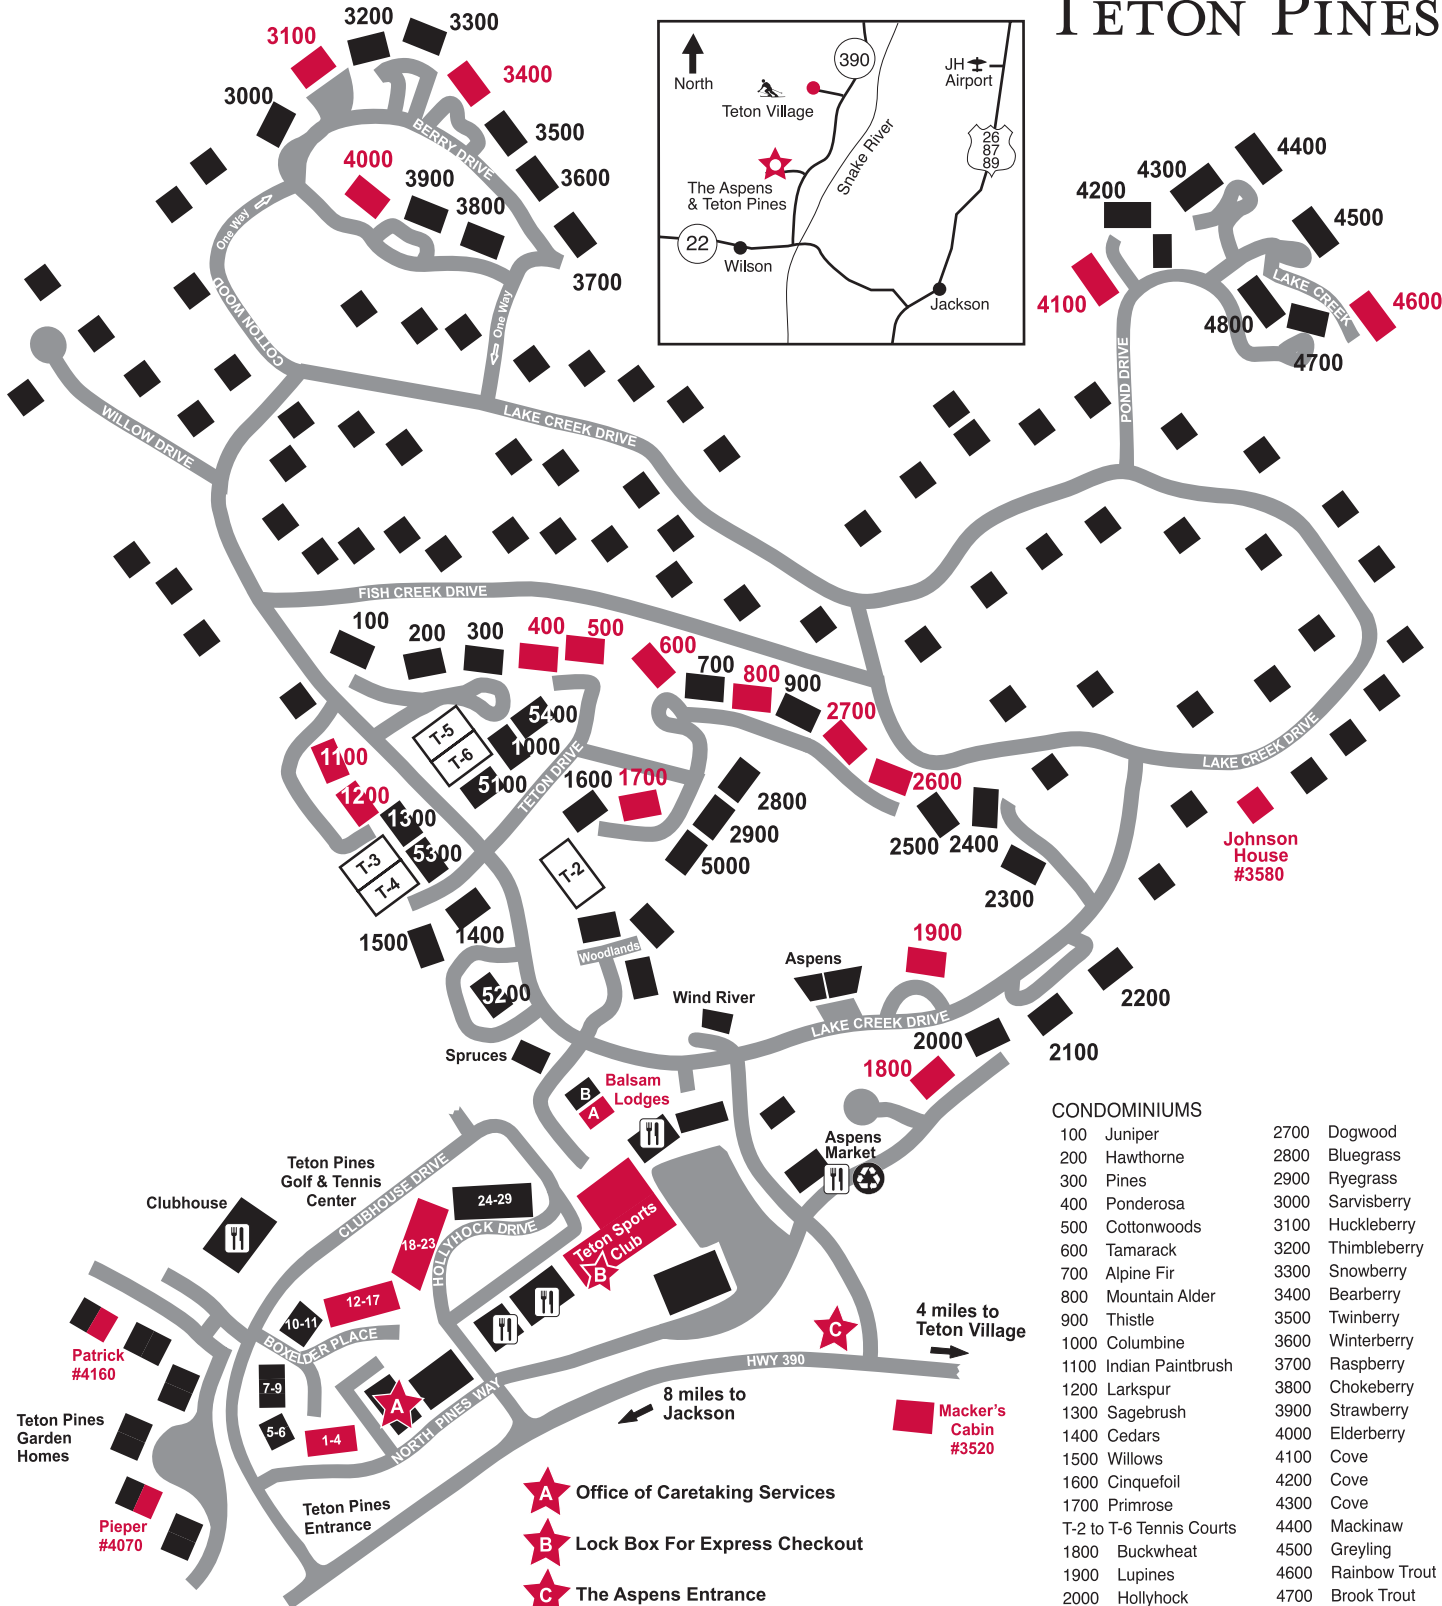 TETON PINES
3100
3200
3300
3400
3000
3500
BERRY DRIVE
4000
3900
3800
3600
3700
One Way
One Way
COTTONWOOD
WILLOW DRIVE
LAKE CREEK DRIVE
North
390
JH
Airport
Teton Village
26
87
89
Snake River
The Aspens
& Teton Pines
22
Wilson
Jackson
4400
4300
4200
4500
4100
LAKE CREEK
4600
4800
4700
POND DRIVE
FISH CREEK DRIVE
100
200
300
400
500
600
700
800
900
2700
2600
5400
1000
5100
T-5
T-6
TETON DRIVE
1600
1700
1100
1200
1300
5300
T-3
T-4
T-2
2800
2900
5000
2500
2400
2300
LAKE CREEK DRIVE
Johnson
House
#3580
1500
1400
5200
Woodlands
Spruces
Wind River
Aspens
1900
LAKE CREEK DRIVE
2000
2100
2200
1800
B
A
Balsam
Lodges
Aspens
Market
Teton Pines
Golf & Tennis
Center
Clubhouse
CLUBHOUSE DRIVE
24-29
18-23
HOLLYHOCK DRIVE
12-17
10-11
BOXELDER PLACE
7-9
5-6
1-4
A
NORTH PINES WAY
Teton Sports
Club
B
C
4 miles to
Teton Village
HWY 390
8 miles to
Jackson
Macker's
Cabin
#3520
Patrick
#4160
Teton Pines
Garden
Homes
Pieper
#4070
Teton Pines
Entrance
A Office of Caretaking Services
B Lock Box For Express Checkout
C The Aspens Entrance
CONDOMINIUMS
100 Juniper
200 Hawthorne
300 Pines
400 Ponderosa
500 Cottonwoods
600 Tamarack
700 Alpine Fir
800 Mountain Alder
900 Thistle
1000 Columbine
1100 Indian Paintbrush
1200 Larkspur
1300 Sagebrush
1400 Cedars
1500 Willows
1600 Cinquefoil
1700 Primrose
T-2 to T-6 Tennis Courts
1800 Buckwheat
1900 Lupines
2000 Hollyhock
2700 Dogwood
2800 Bluegrass
2900 Ryegrass
3000 Sarvisberry
3100 Huckleberry
3200 Thimbleberry
3300 Snowberry
3400 Bearberry
3500 Twinberry
3600 Winterberry
3700 Raspberry
3800 Chokeberry
3900 Strawberry
4000 Elderberry
4100 Cove
4200 Cove
4300 Cove
4400 Mackinaw
4500 Greyling
4600 Rainbow Trout
4700 Brook Trout